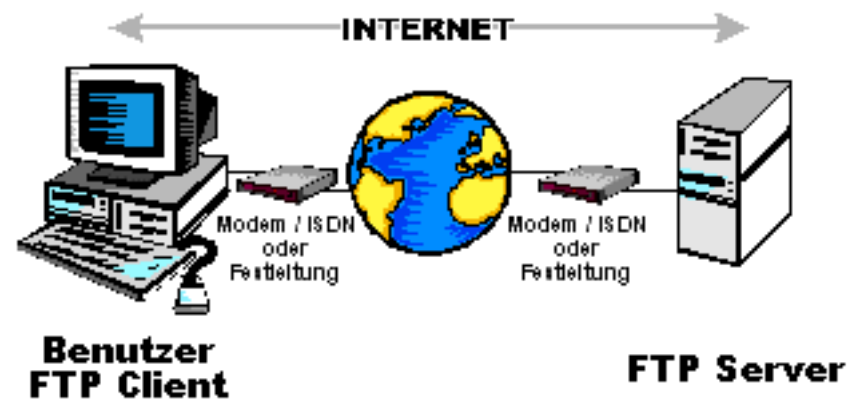 INTERNET
Modem / ISDN
oder
Festleitung
Modem / ISDN
oder
Festleitung
Benutzer
FTP Client
FTP Server